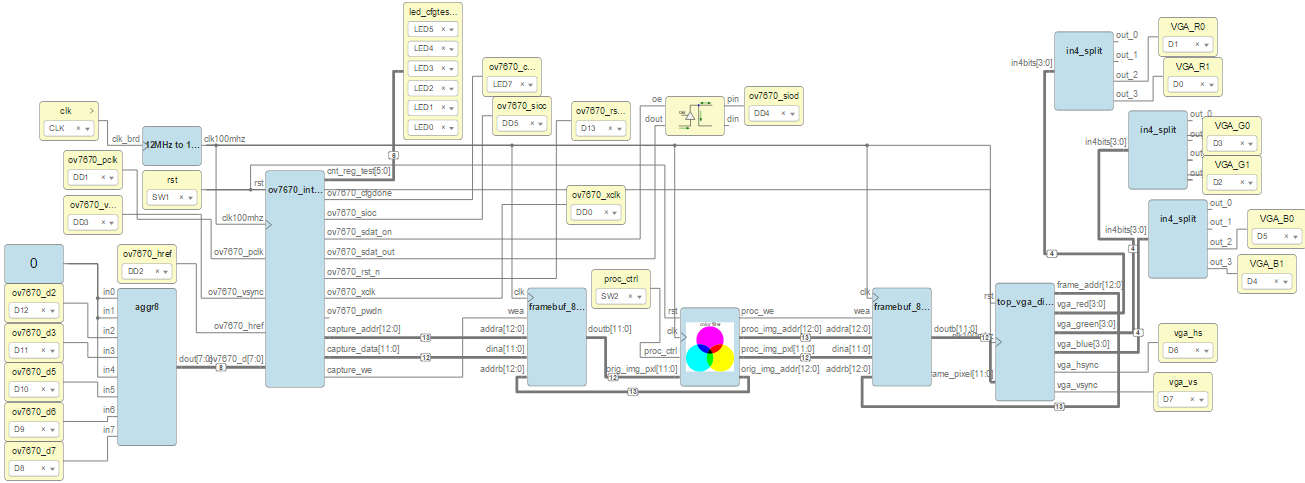 led_cfgtes...
LED5
LED4
LED3
LED2
LED1
LED0
ov7670_c...
LED7
ov7670_sioc
DD5
ov7670_rs...
D13
oe
dout
pin
din
ov7670_siod
DD4
clk
CLK
clk_brd
12MHz to 1...
clk100mhz
ov7670_pclk
DD1
rst
SW1
ov7670_v...
DD3
0
ov7670_href
DD2
ov7670_d2
D12
ov7670_d3
D11
ov7670_d5
D10
ov7670_d6
D9
ov7670_d7
D8
aggr8
in0
in1
in2
in3
in4
in5
in6
in7
dout[7:0]
8
ov7670_int...
rst
clk100mhz
ov7670_pclk
ov7670_vsync
ov7670_href
ov7670_d[7:0]
cnt_reg_test[5:0]
6
ov7670_cfgdone
ov7670_sioc
ov7670_sdat_on
ov7670_sdat_out
ov7670_rst_n
ov7670_xclk
ov7670_pwdn
capture_addr[12:0]
13
capture_data[11:0]
12
capture_we
ov7670_xclk
DD0
framebuf_8...
clk
wea
addra[12:0]
dina[11:0]
addrb[12:0]
doutb[11:0]
12
13
proc_ctrl
SW2
color filter
rst
clk
proc_ctrl
orig_img_pxl[11:0]
proc_we
proc_img_addr[12:0]
13
proc_img_pxl[11:0]
12
orig_img_addr[12:0]
framebuf_8...
clk
wea
addra[12:0]
dina[11:0]
addrb[12:0]
doutb[11:0]
12
13
top_vga_di...
rst
clk100mhz
frame_addr[12:0]
vga_red[3:0]
vga_green[3:0]
vga_blue[3:0]
vga_hsync
vga_vsync
4
4
4
in4_split
in4bits[3:0]
out_0
out_1
out_2
out_3
VGA_R0
D1
VGA_R1
D0
in4_split
in4bits[3:0]
out_0
VGA_G0
D3
VGA_G1
D2
in4_split
in4bits[3:0]
out_0
out_1
out_2
out_3
VGA_B0
D5
VGA_B1
D4
vga_hs
D6
vga_vs
D7